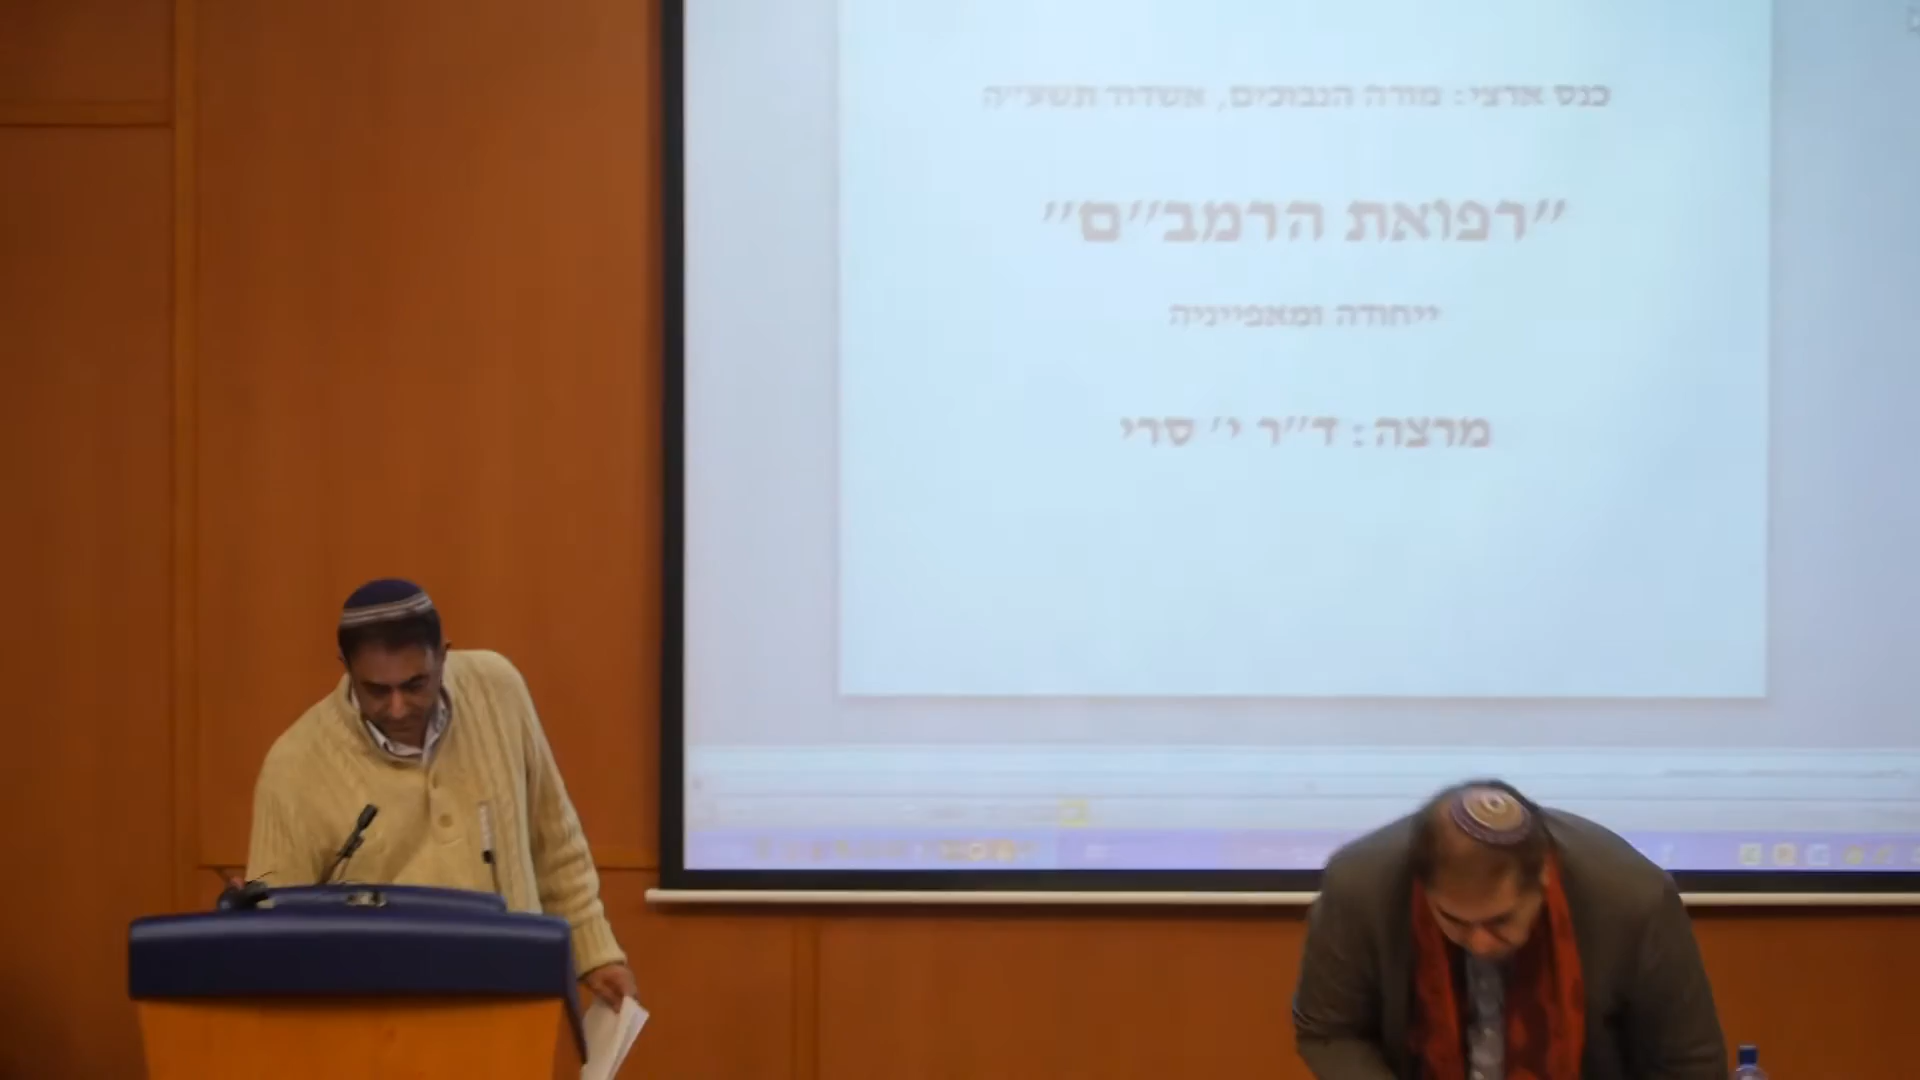 כנס ארצי: מורה הנבוכים, אשדוד תשע״ה
״רפואת הרמב״ם״
ייחודה ומאפייניה
מרצה: ד״ר י׳ סרי